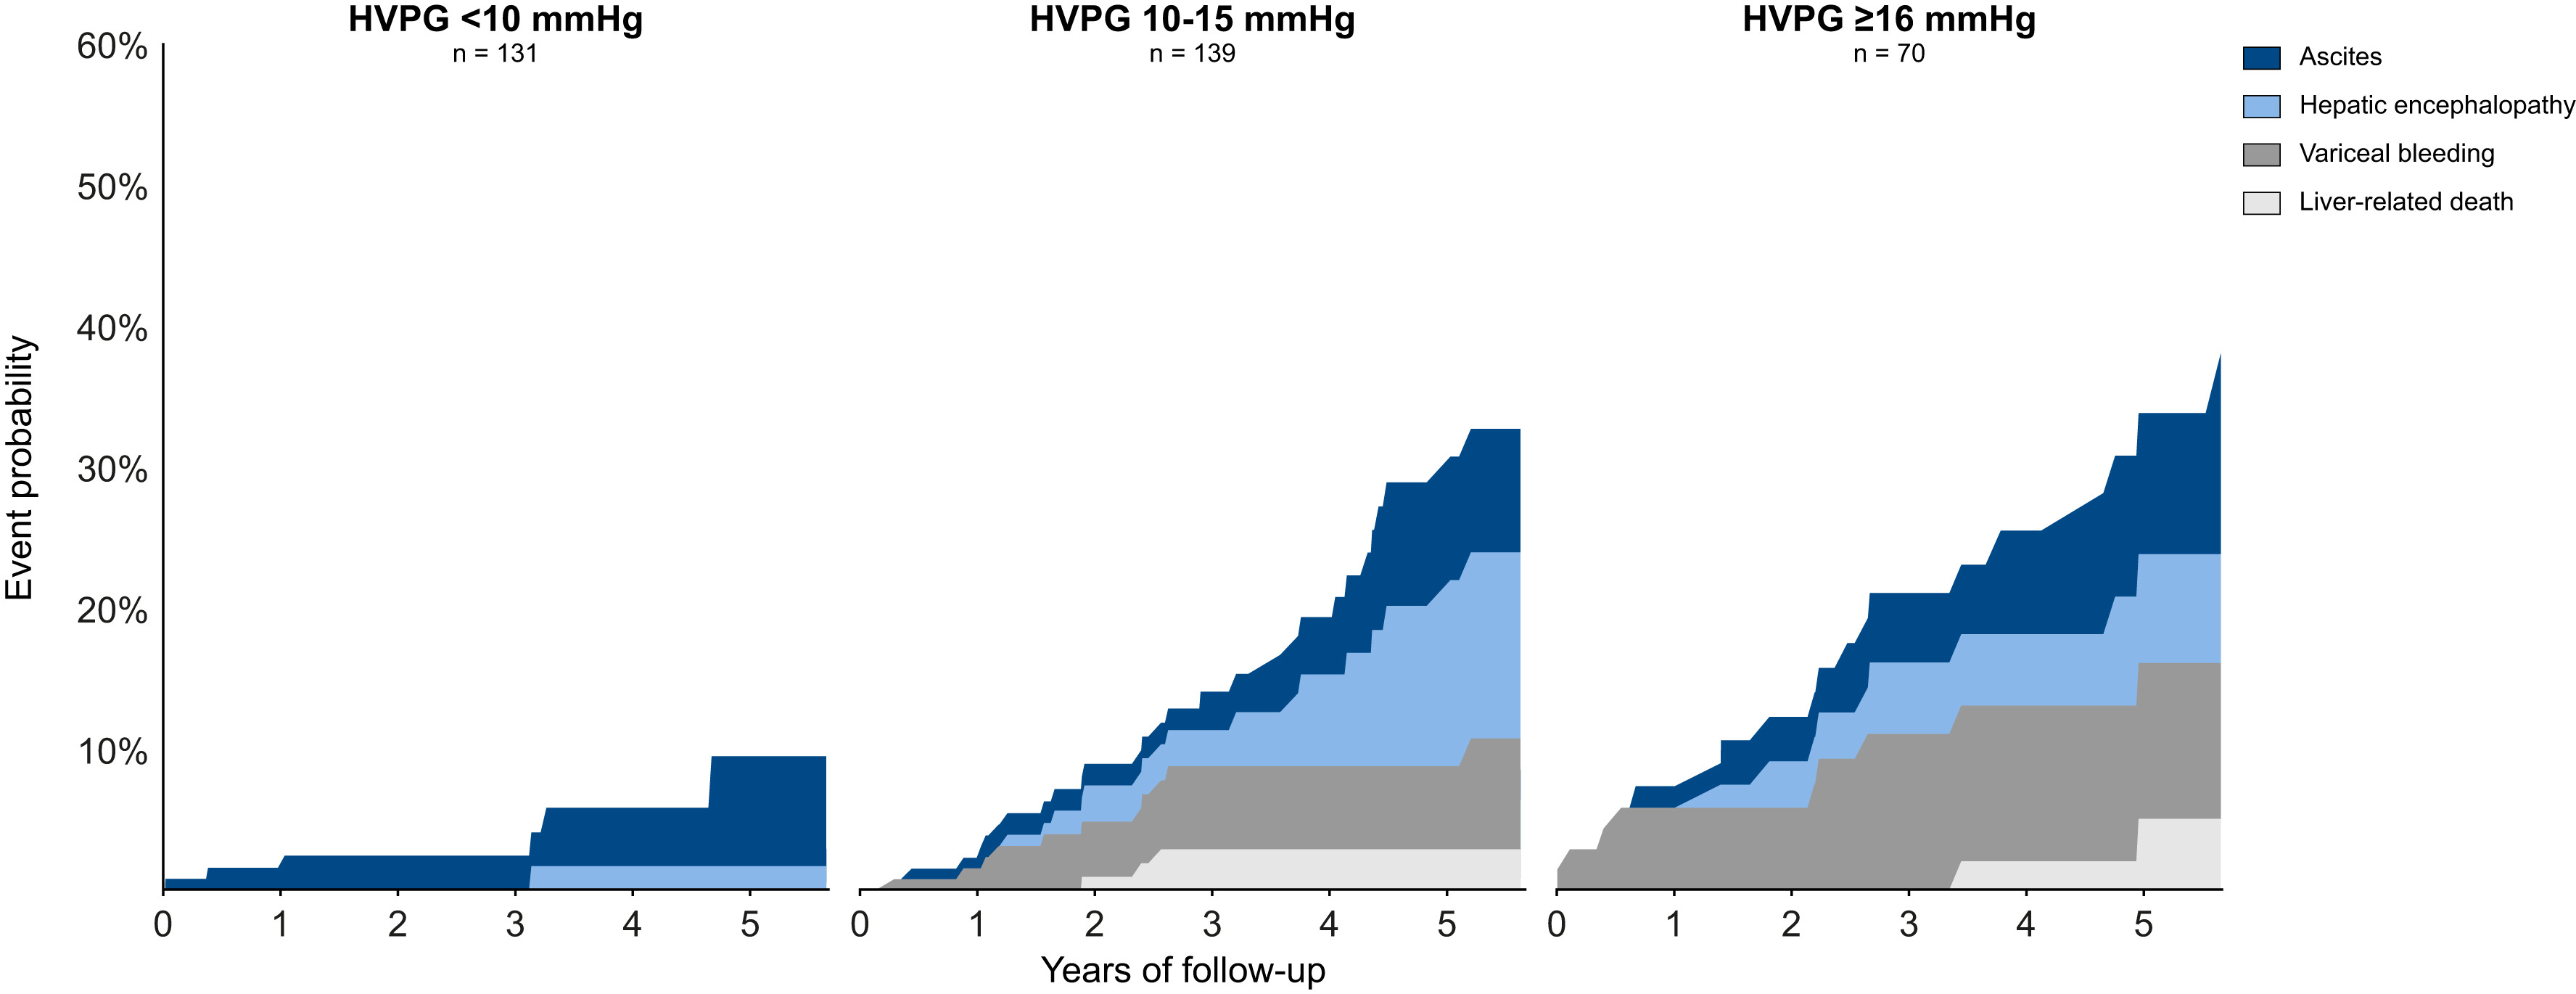 HVPG <10 mmHg
n = 131
HVPG 10-15 mmHg
n = 139
HVPG ≥16 mmHg
n = 70
Ascites
Hepatic encephalopathy
Variceal bleeding
Liver-related death
Event probability
60%
50%
40%
30%
20%
10%
0 1 2 3 4 5
0 1 2 3 4 5
0 1 2 3 4 5
Years of follow-up